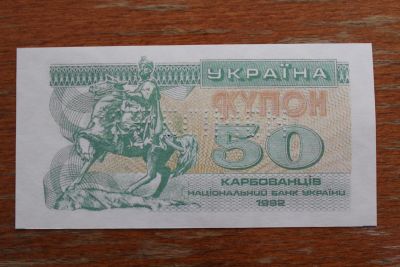 УКРАЇНА
КУПОН
50
КАРБОВАНЦІВ
НАЦІОНАЛЬНИЙ БАНК УКРАЇНИ
1992